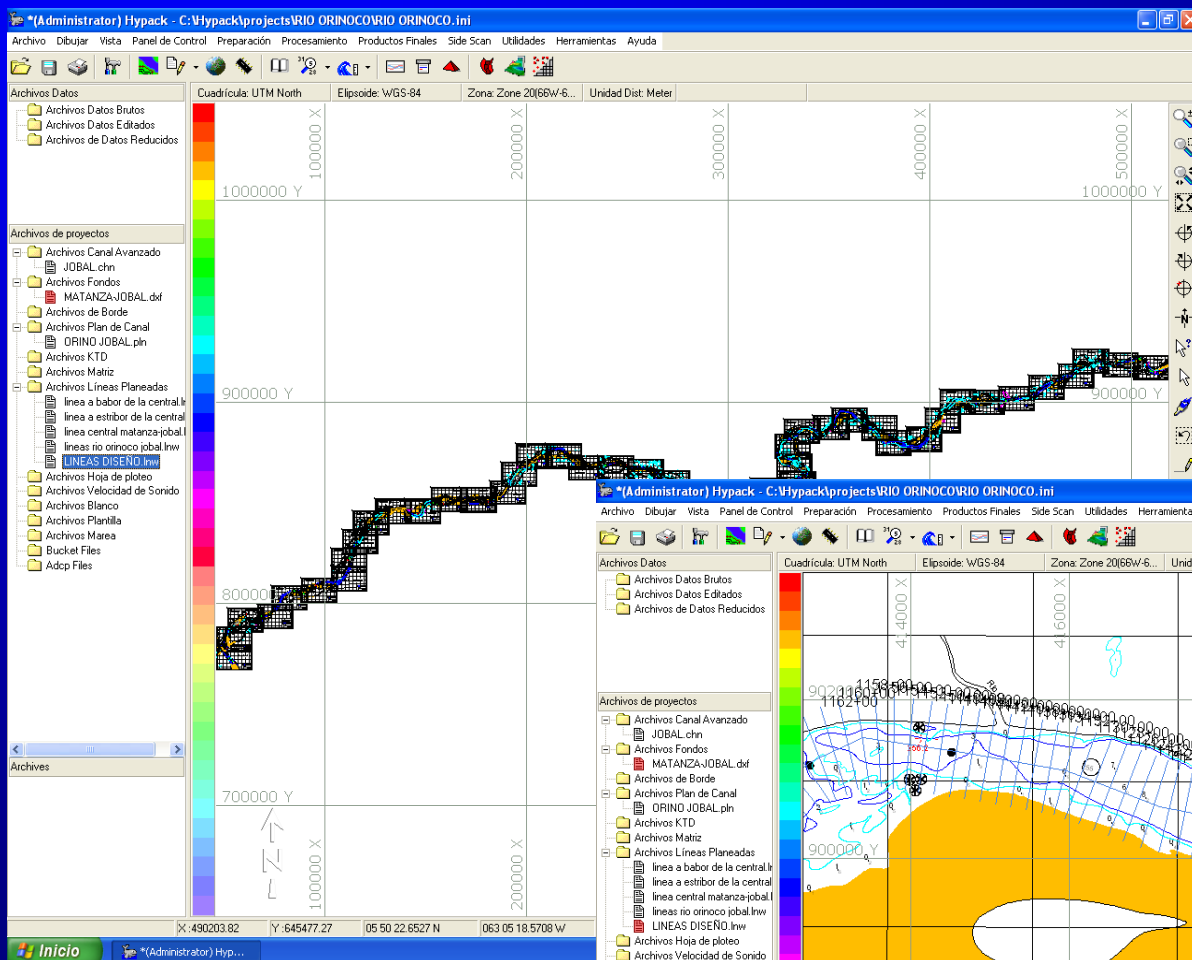 *(Administrator) Hypack - C:\Hypack\projects\RIO ORINOCO\RIO ORINOCO.ini
Archivo Dibujar Vista Panel de Control Preparación Procesamiento Productos Finales Side Scan Utilidades Herramientas Ayuda
Archivos Datos
Archivos Datos Brutos
Archivos Datos Editados
Archivos de Datos Reducidos
Archivos de proyectos
Archivos Canal Avanzado
JOBAL.chn
Archivos Fondos
MATANZA-JOBAL.dxf
Archivos de Borde
Archivos Plan de Canal
ORINO JOBAL.pln
Archivos KTD
Archivos Matriz
Archivos Líneas Planeadas
linea a babor de la central.l
linea a estribor de la central
linea central matanza-jobal.l
lineas rio orinoco jobal.lnw
LINEAS DISEÑO.lnw
Archivos Hoja de ploteo
Archivos Velocidad de Sonido
Archivos Blanco
Archivos Plantilla
Archivos Marea
Bucket Files
Adcp Files
Archives
Cuadrícula: UTM North Elipsoide: WGS-84 Zona: Zone 20(66W-6... Unidad Dist: Meter
100000 X
200000 X
300000 X
400000 X
500000 X
1000000 Y
1000000 Y
900000 Y
900000 Y
800000
700000 Y
100000 X
200000 X
N
X:490203.82 Y:645477.27 05 50 22.6527 N 063 05 18.5708 W
Inicio *(Administrator) Hyp...
*(Administrator) Hypack - C:\Hypack\projects\RIO ORINOCO\RIO ORINOCO.ini
Archivo Dibujar Vista Panel de Control Preparación Procesamiento Productos Finales Side Scan Utilidades Herramienta
Archivos Datos
Archivos Datos Brutos
Archivos Datos Editados
Archivos de Datos Reducidos
Archivos de proyectos
Archivos Canal Avanzado
JOBAL.chn
Archivos Fondos
MATANZA-JOBAL.dxf
Archivos de Borde
Archivos Plan de Canal
ORINO JOBAL.pln
Archivos KTD
Archivos Matriz
Archivos Líneas Planeadas
linea a babor de la central.l
linea a estribor de la central
linea central matanza-jobal.l
lineas rio orinoco jobal.lnw
LINEAS DISEÑO.lnw
Archivos Hoja de ploteo
Archivos Velocidad de Sonido
Cuadrícula: UTM North Elipsoide: WGS-84 Zona: Zone 20(66W-6... Unid
414000 X
416000 X
1160+00
1162+00
900000 Y